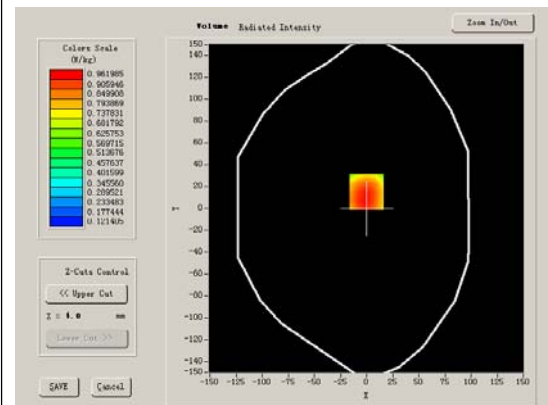 Volume Radiated Intensity
Zoom In/Out
Colors Scale
(W/kg)
0.961985
0.905946
0.849908
0.793869
0.737831
0.681792
0.625753
0.569715
0.513676
0.457637
0.401599
0.345560
0.289521
0.233483
0.177444
0.121405
Z-Cuts Control
<< Upper Cut
Z = 4.0 mm
Lower Cut >>
SAVE
Cancel
150
140
120
100
80
60
40
20
0
-20
-40
-60
-80
-100
-120
-140
-150
Y
-150 -125 -100 -75 -50 -25 0 25 50 75 100 125 150
X